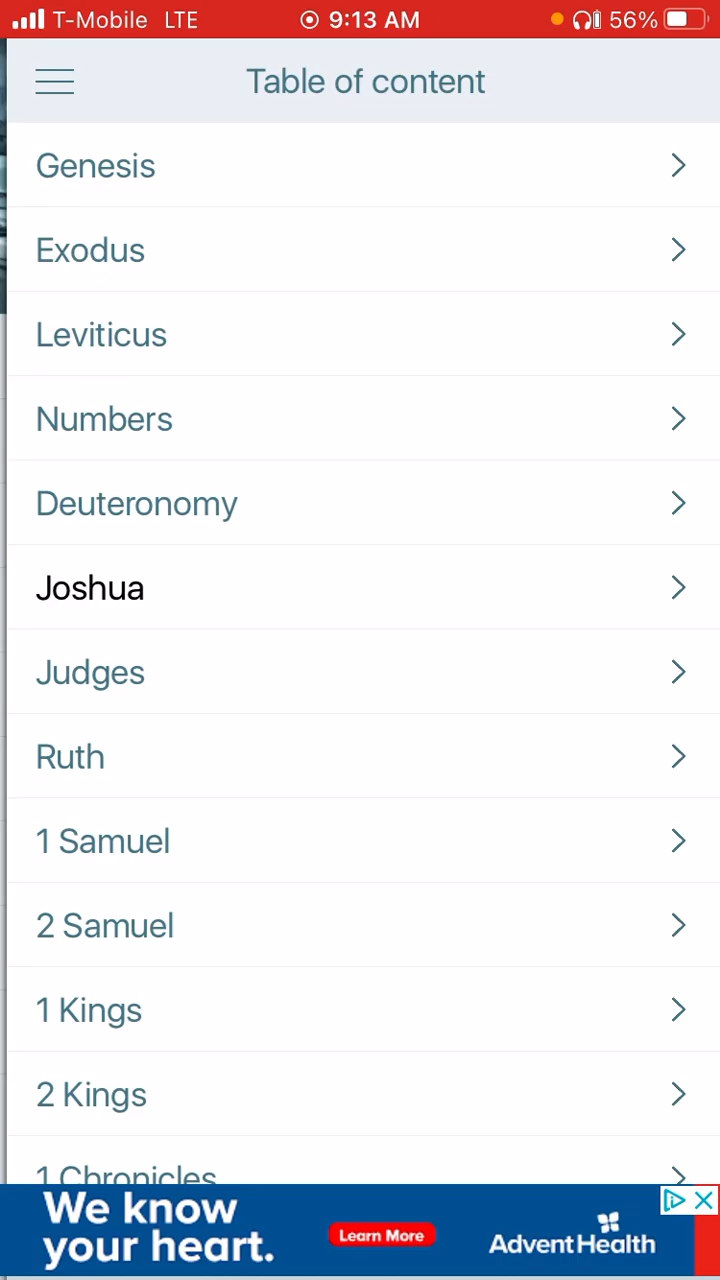 T-Mobile LTE 9:13 AM 56%
Table of content
Genesis
Exodus
Leviticus
Numbers
Deuteronomy
Joshua
Judges
Ruth
1 Samuel
2 Samuel
1 Kings
2 Kings
1 Chronicles
We know
your heart.
Learn More
AdventHealth